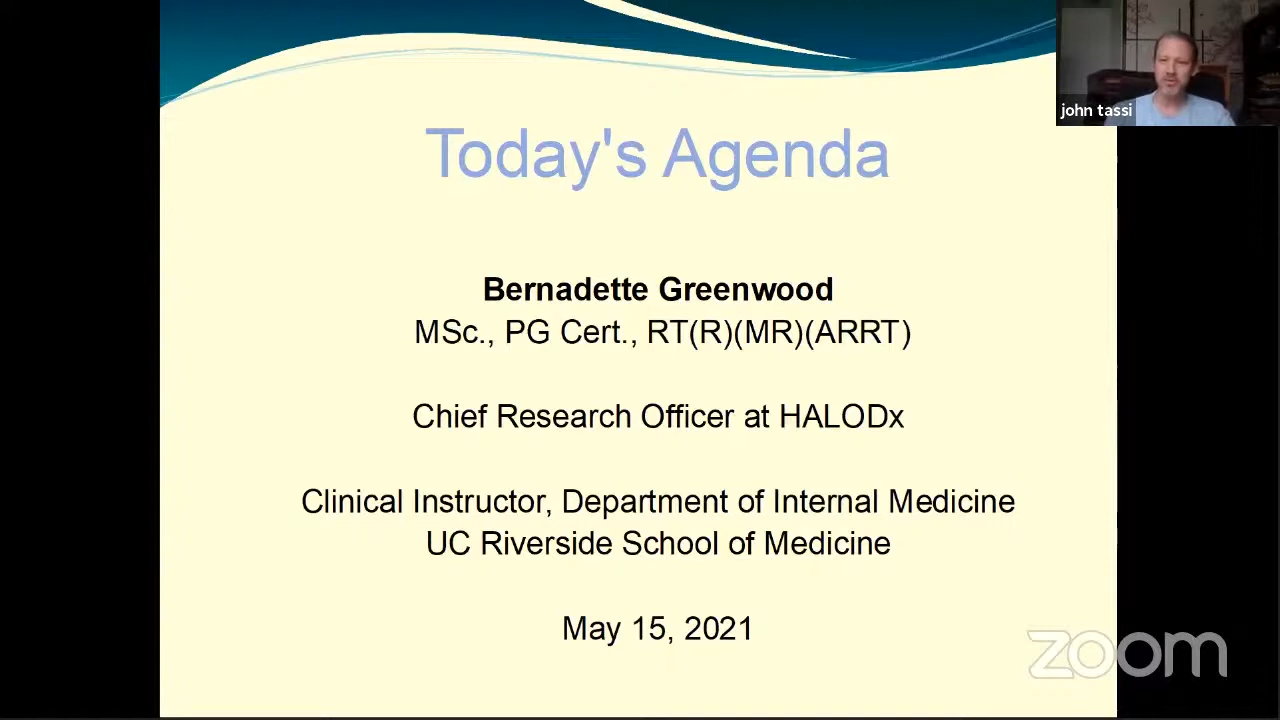 Today's Agenda
john tassi
Bernadette Greenwood
MSc., PG Cert., RT(R)(MR)(ARRT)
Chief Research Officer at HALODx
Clinical Instructor, Department of Internal Medicine
UC Riverside School of Medicine
May 15, 2021
zoom